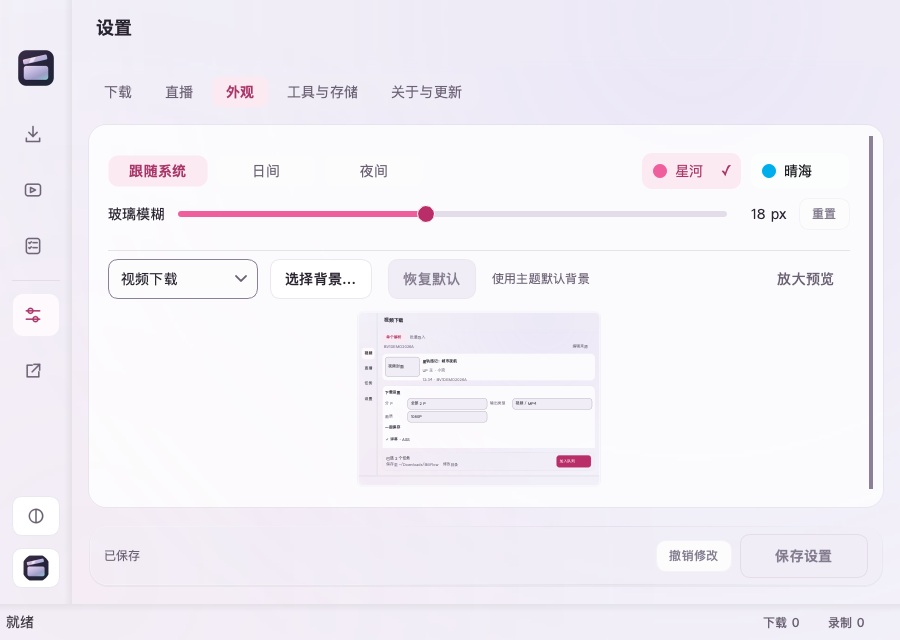 设置
下载 直播 外观 工具与存储 关于与更新
跟随系统 日间 夜间 星河 ✓ 晴海
玻璃模糊 18 px 重置
视频下载 选择背景... 恢复默认 使用主题默认背景 放大预览
视频下载
已保存 撤销修改 保存设置
就绪 下载 0 录制 0